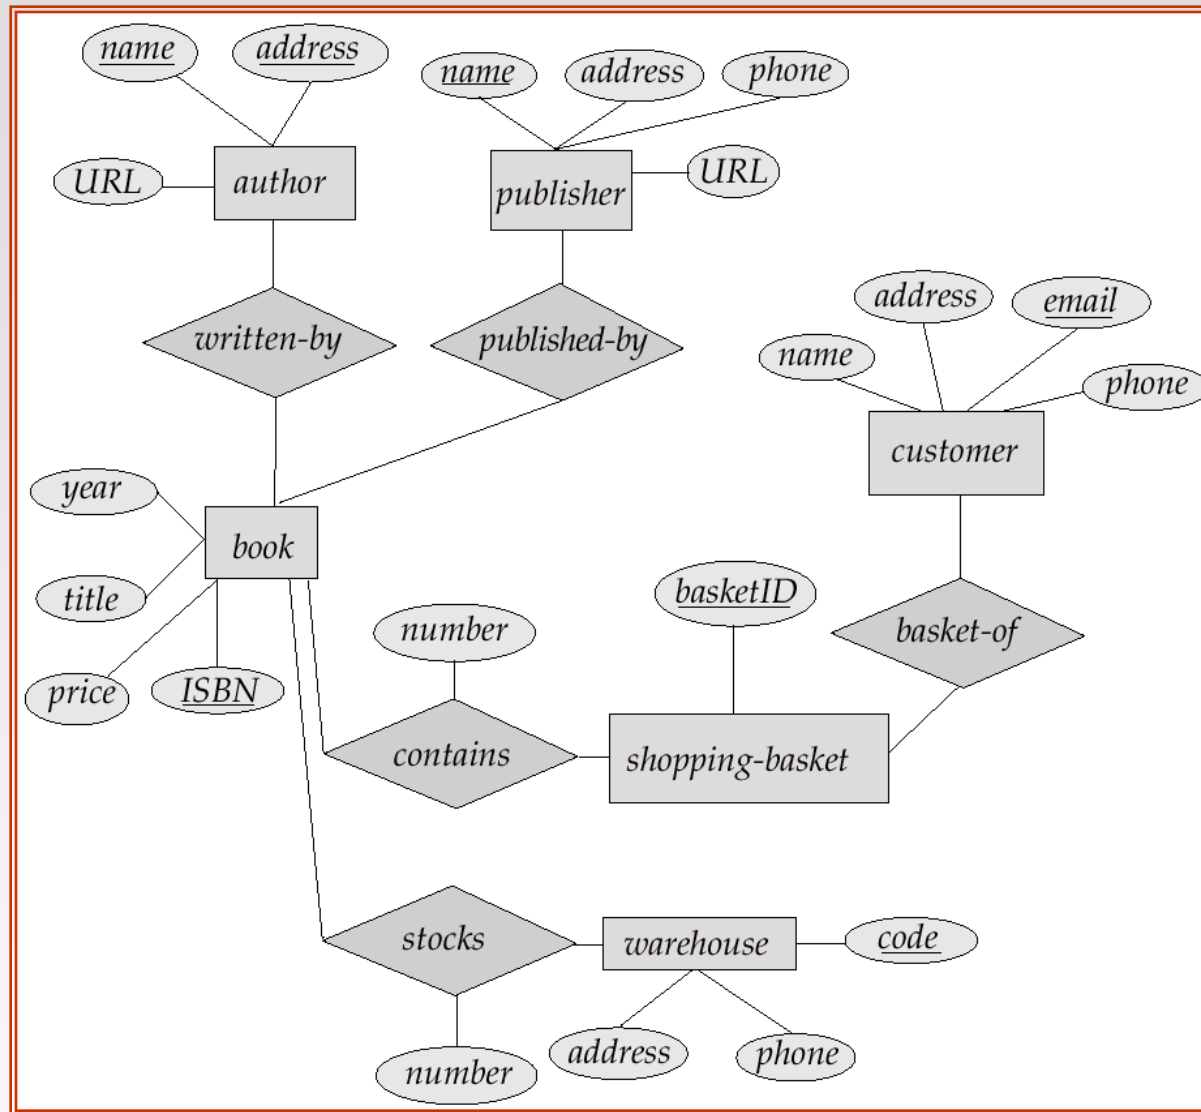 name
address
name
address
phone
URL
author
publisher
URL
written-by
published-by
address
email
name
phone
customer
year
book
title
price
ISBN
number
basketID
basket-of
contains
shopping-basket
stocks
warehouse
code
number
address
phone